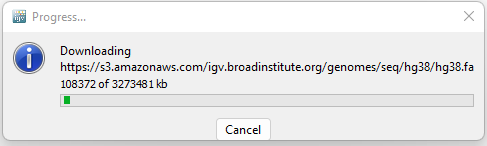 Progress...
Downloading
https://s3.amazonaws.com/igv.broadinstitute.org/genomes/seq/hg38/hg38.fa
108372 of 3273481 kb
Cancel